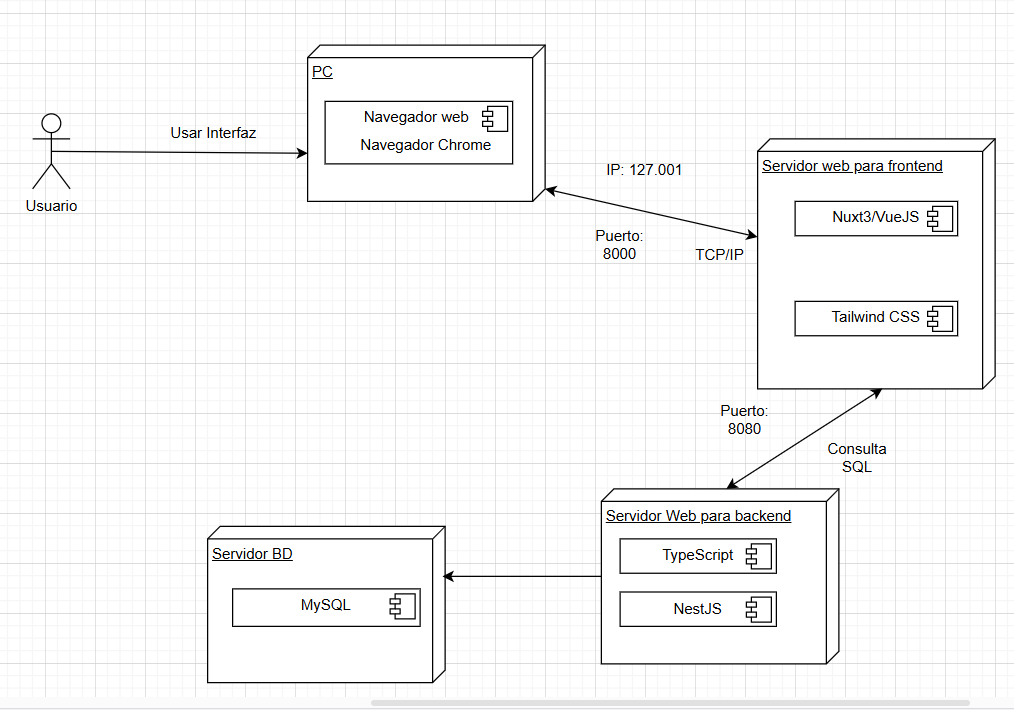 PC
Navegador web
Navegador Chrome
Usar Interfaz
Usuario
IP: 127.001
Puerto:
8000
TCP/IP
Servidor web para frontend
Nuxt3/VueJS
Tailwind CSS
Puerto:
8080
Consulta
SQL
Servidor Web para backend
TypeScript
NestJS
Servidor BD
MySQL